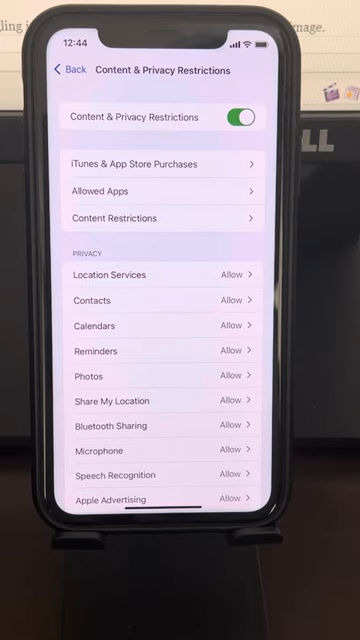 mage.
12:44
Back Content & Privacy Restrictions
Content & Privacy Restrictions
iTunes & App Store Purchases
Allowed Apps
Content Restrictions
PRIVACY
Location Services Allow
Contacts Allow
Calendars Allow
Reminders Allow
Photos Allow
Share My Location Allow
Bluetooth Sharing Allow
Microphone Allow
Speech Recognition Allow
Apple Advertising Allow